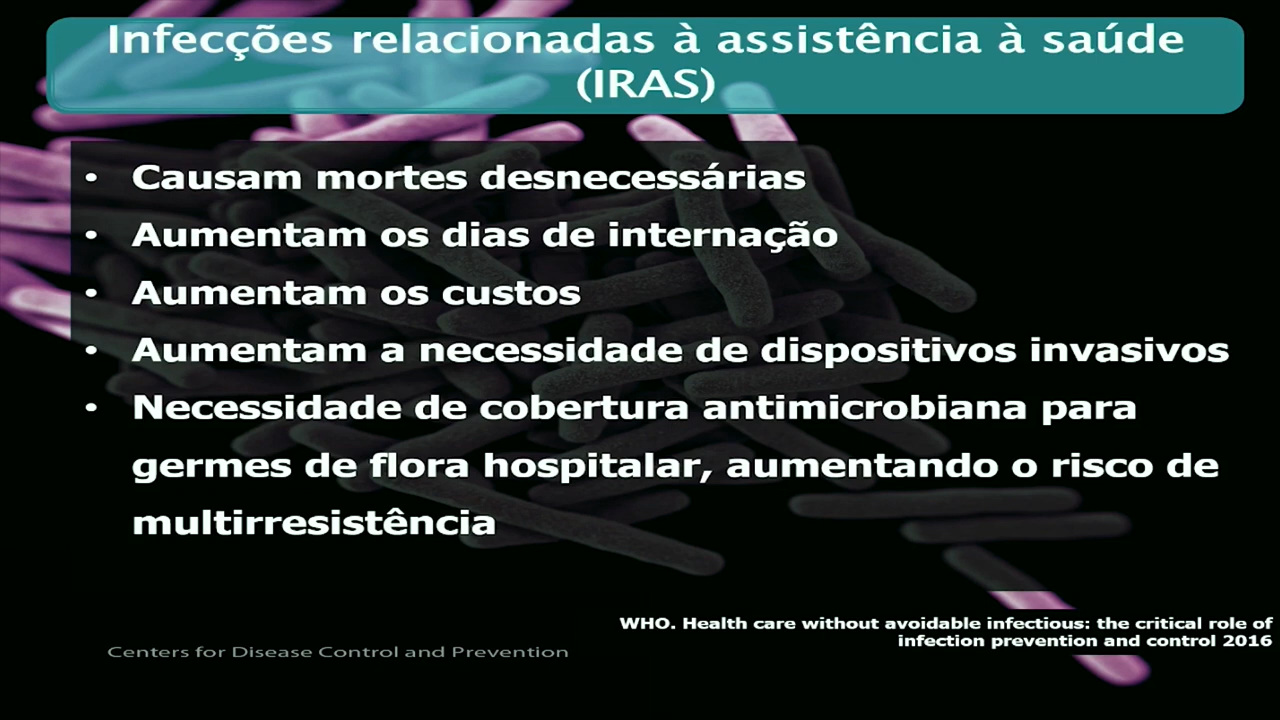 Infecções relacionadas à assistência à saúde
(IRAS)
• Causam mortes desnecessárias
• Aumentam os dias de internação
• Aumentam os custos
• Aumentam a necessidade de dispositivos invasivos
• Necessidade de cobertura antimicrobiana para
germes de flora hospitalar, aumentando o risco de
multirresistência
WHO. Health care without avoidable infectious: the critical role of
infection prevention and control 2016
Centers for Disease Control and Prevention